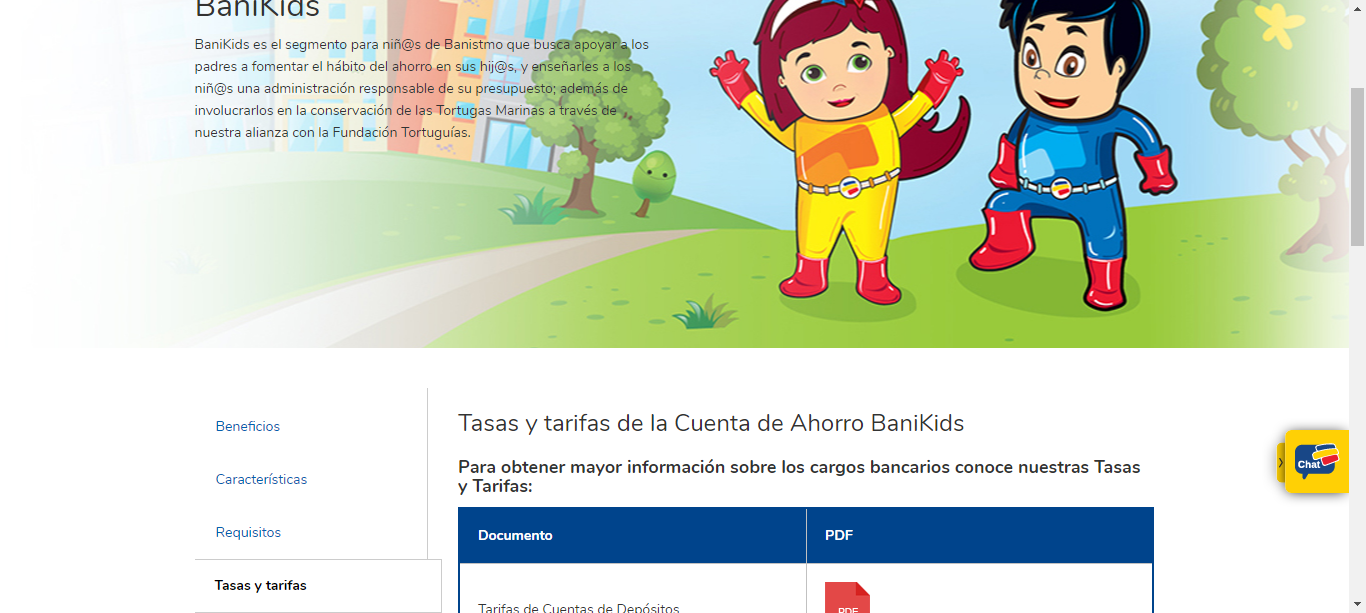 BaniKids
BaniKids es el segmento para niñ@s de Banistmo que busca apoyar a los
padres a fomentar el hábito del ahorro en sus hij@s, y enseñarles a los
niñ@s una administración responsable de su presupuesto; además de
involucrarlos en la conservación de las Tortugas Marinas a través de
nuestra alianza con la Fundación Tortuguías.
Beneficios
Características
Requisitos
Tasas y tarifas
Tasas y tarifas de la Cuenta de Ahorro BaniKids
Para obtener mayor información sobre los cargos bancarios conoce nuestras Tasas
y Tarifas:
Documento
PDF
Tarifas de Cuentas de Depósitos
PDF
Chat